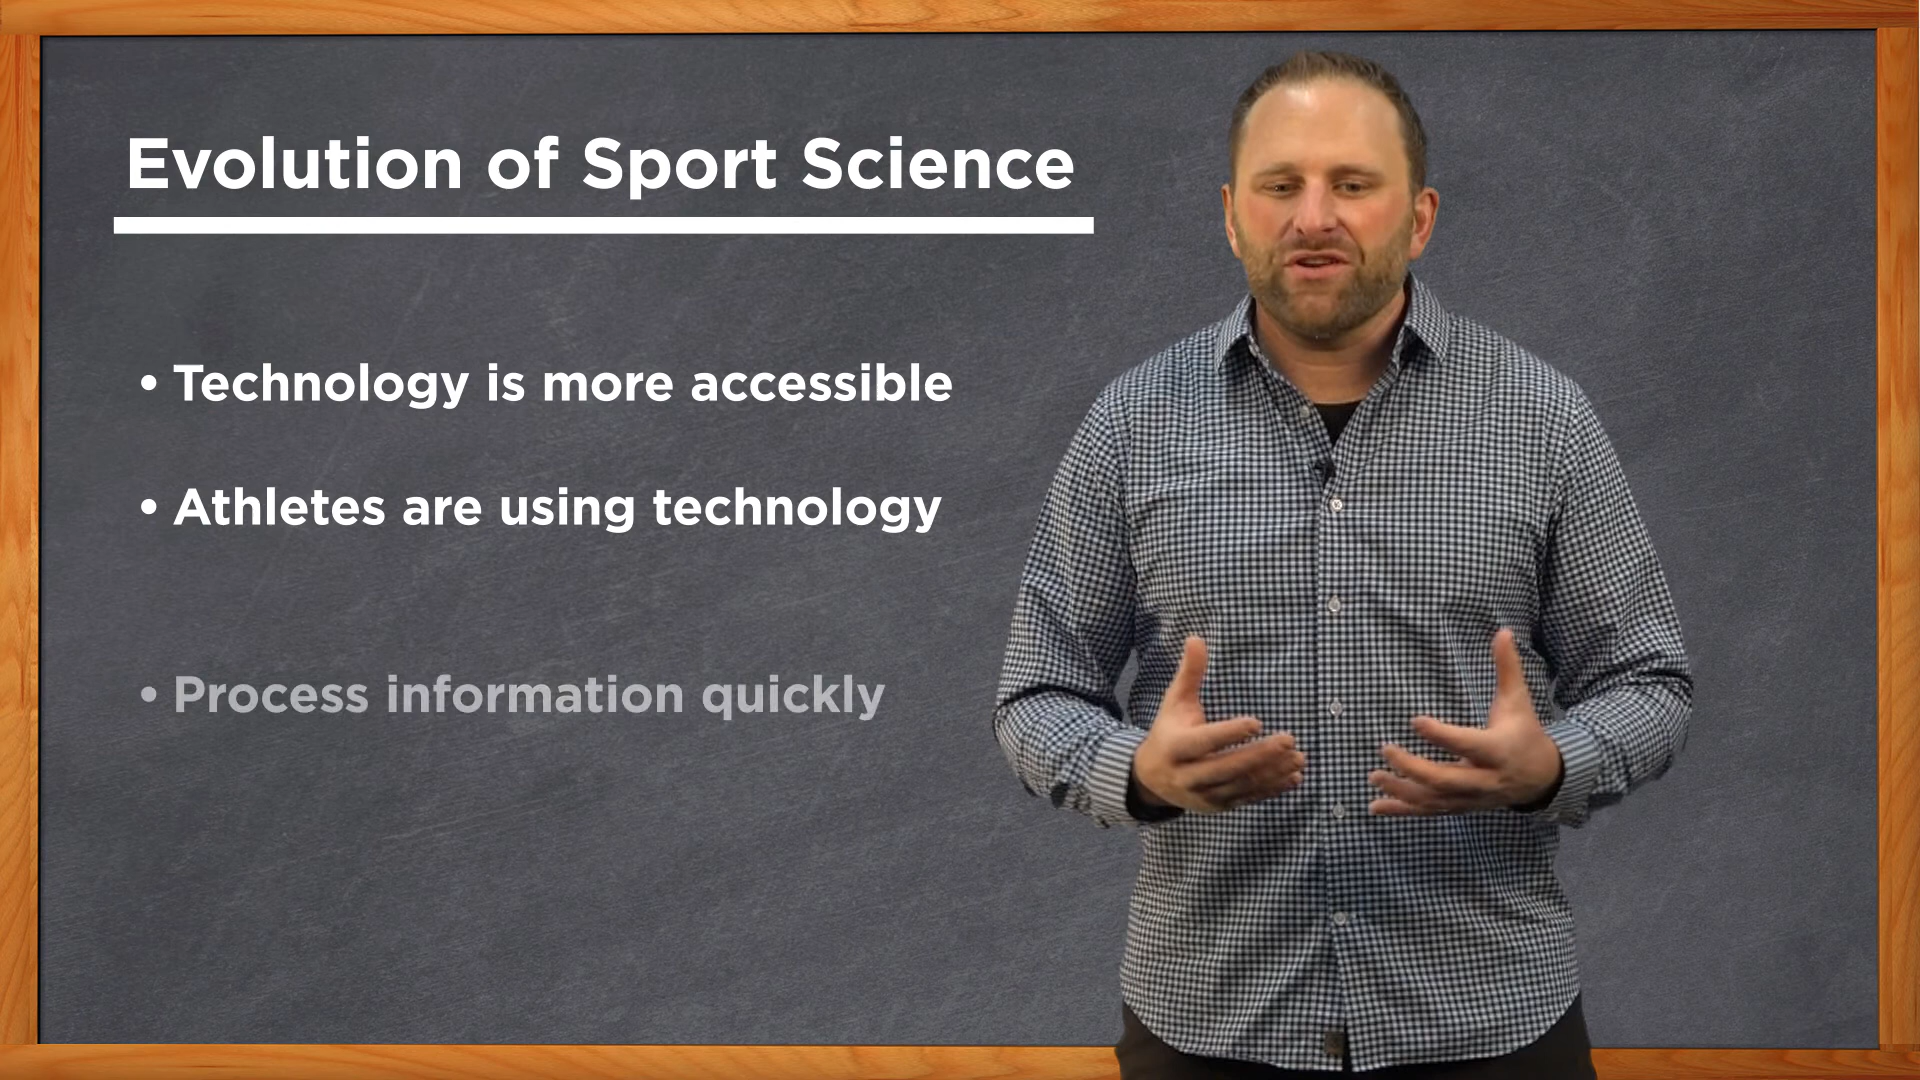 Evolution of Sport Science
• Technology is more accessible
• Athletes are using technology
• Process information quickly